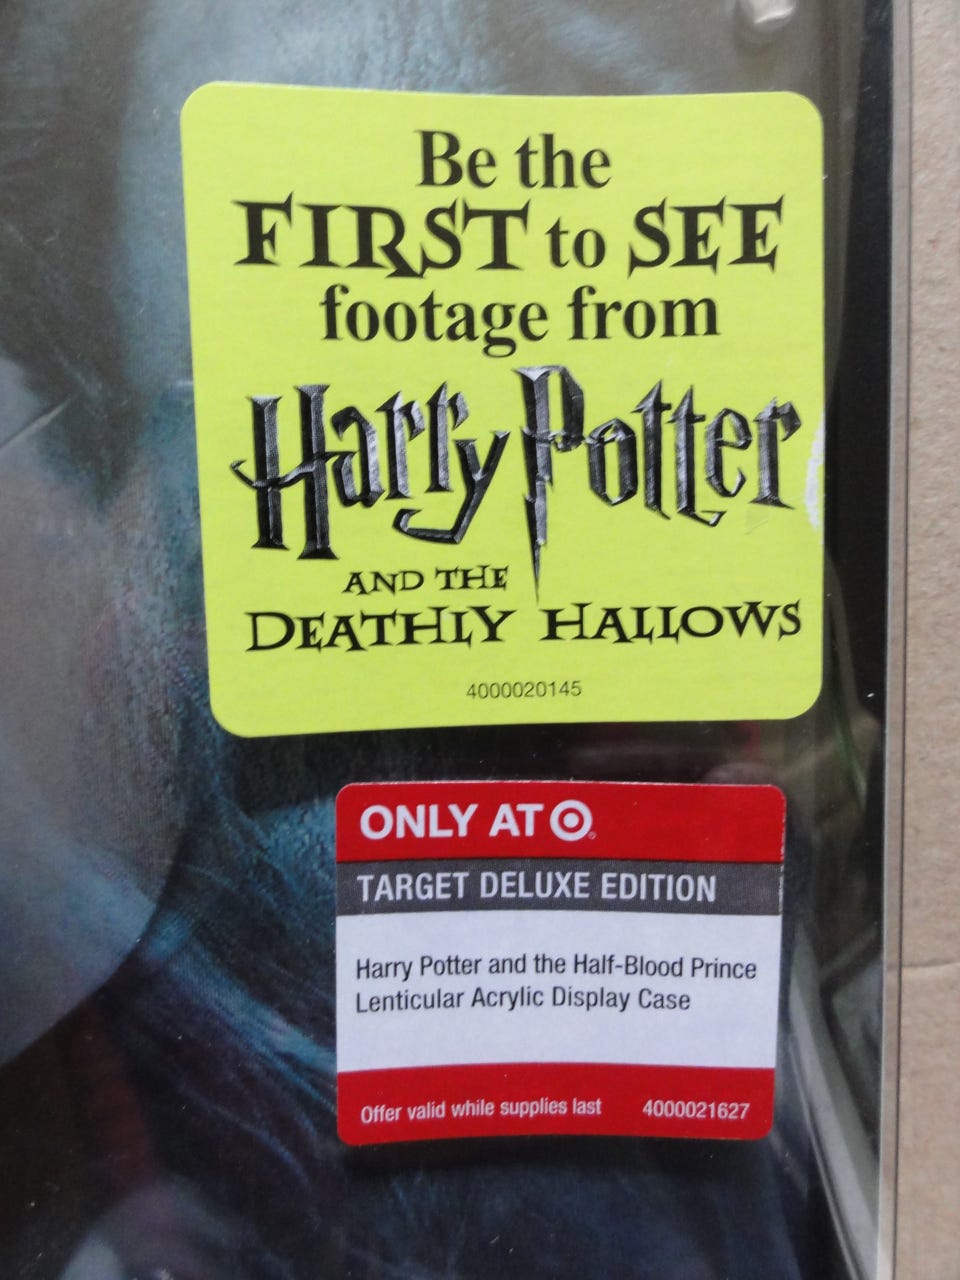 Be the
FIRST to SEE
footage from
Harry Potter
AND THE
DEATHLY HALLOWS
4000020145
ONLY AT
TARGET DELUXE EDITION
Harry Potter and the Half-Blood Prince
Lenticular Acrylic Display Case
Offer valid while supplies last 4000021627